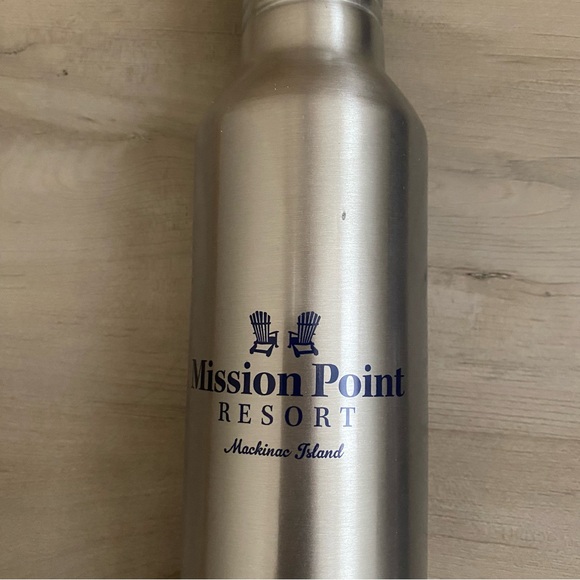 Mission Point
RESORT
Mackinac Island